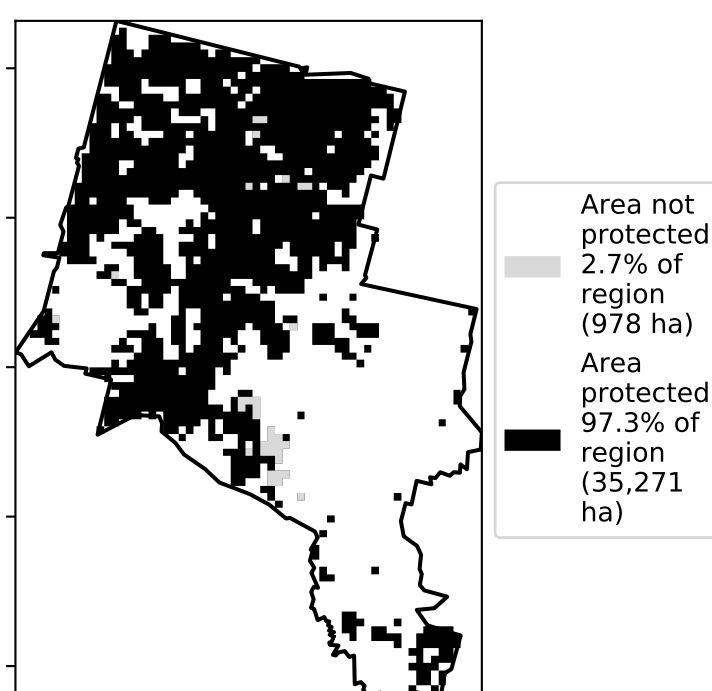 Area not
protected
2.7% of
region
(978 ha)
Area
protected
97.3% of
region
(35,271
ha)